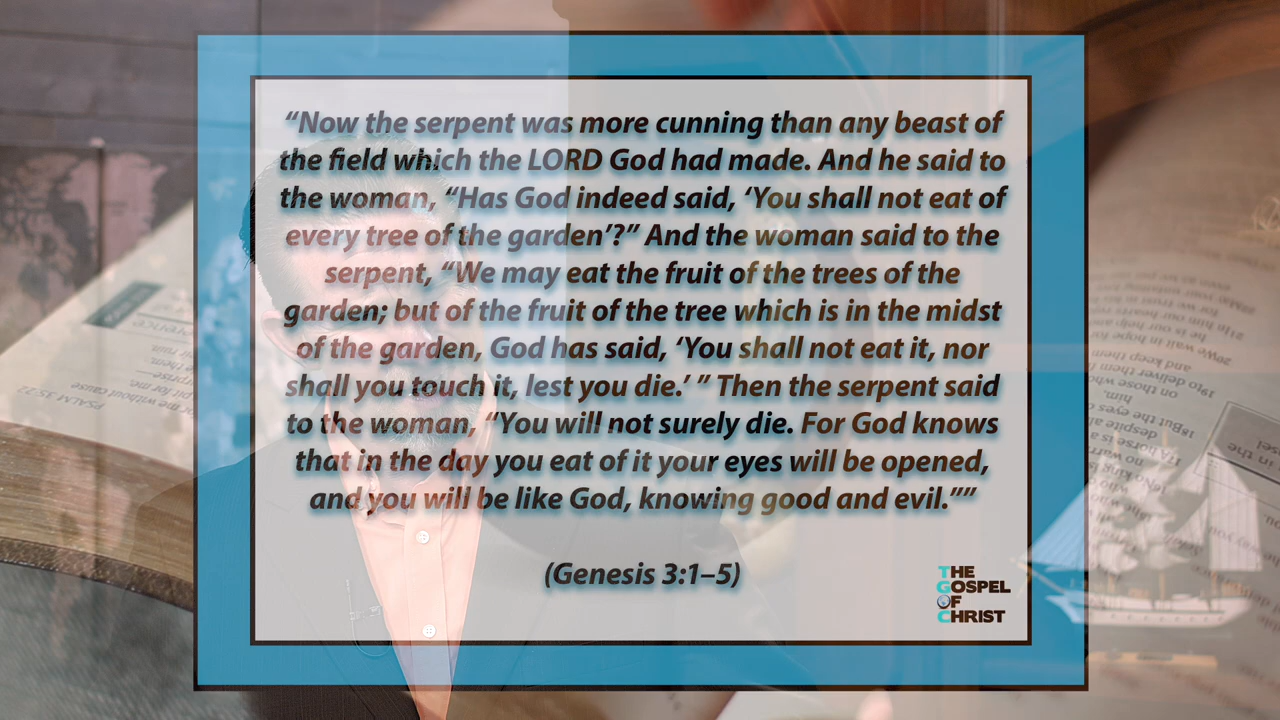 “Now the serpent was more cunning than any beast of
the field which the LORD God had made. And he said to
the woman, “Has God indeed said, ‘You shall not eat of
every tree of the garden’?” And the woman said to the
serpent, “We may eat the fruit of the trees of the
garden; but of the fruit of the tree which is in the midst
of the garden, God has said, ‘You shall not eat it, nor
shall you touch it, lest you die.’ ” Then the serpent said
to the woman, “You will not surely die. For God knows
that in the day you eat of it your eyes will be opened,
and you will be like God, knowing good and evil.””
(Genesis 3:1–5)
THE
GOSPEL
OF
CHRIST
PSALM 35:22